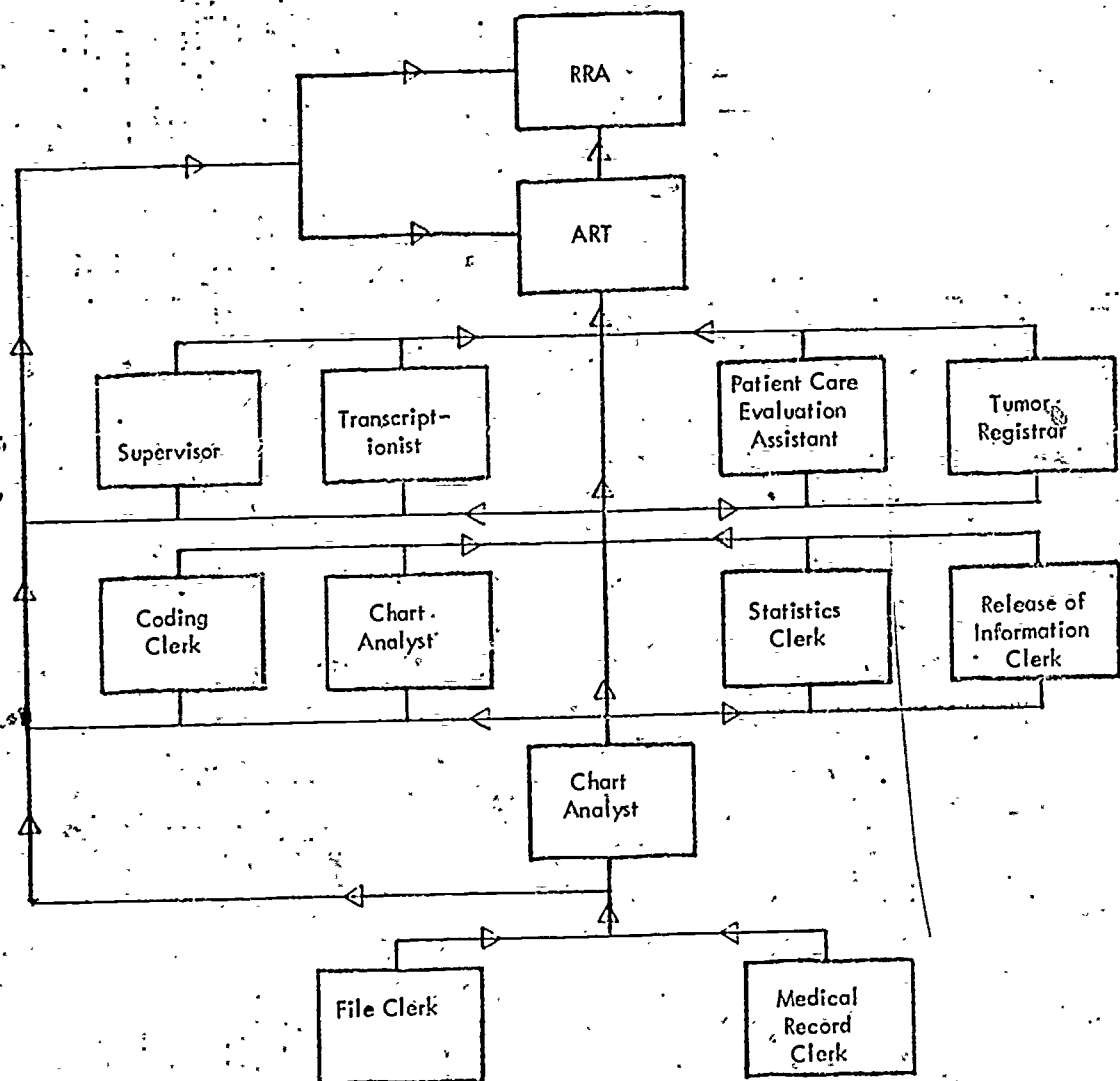 RRA
ART
Supervisor
Transcript-
ionist
Patient Care
Evaluation
Assistant
Tumor
Registrar
Coding
Clerk
Chart
Analyst
Statistics
Clerk
Release of
Information
Clerk
Chart
Analyst
File Clerk
Medical
Record
Clerk